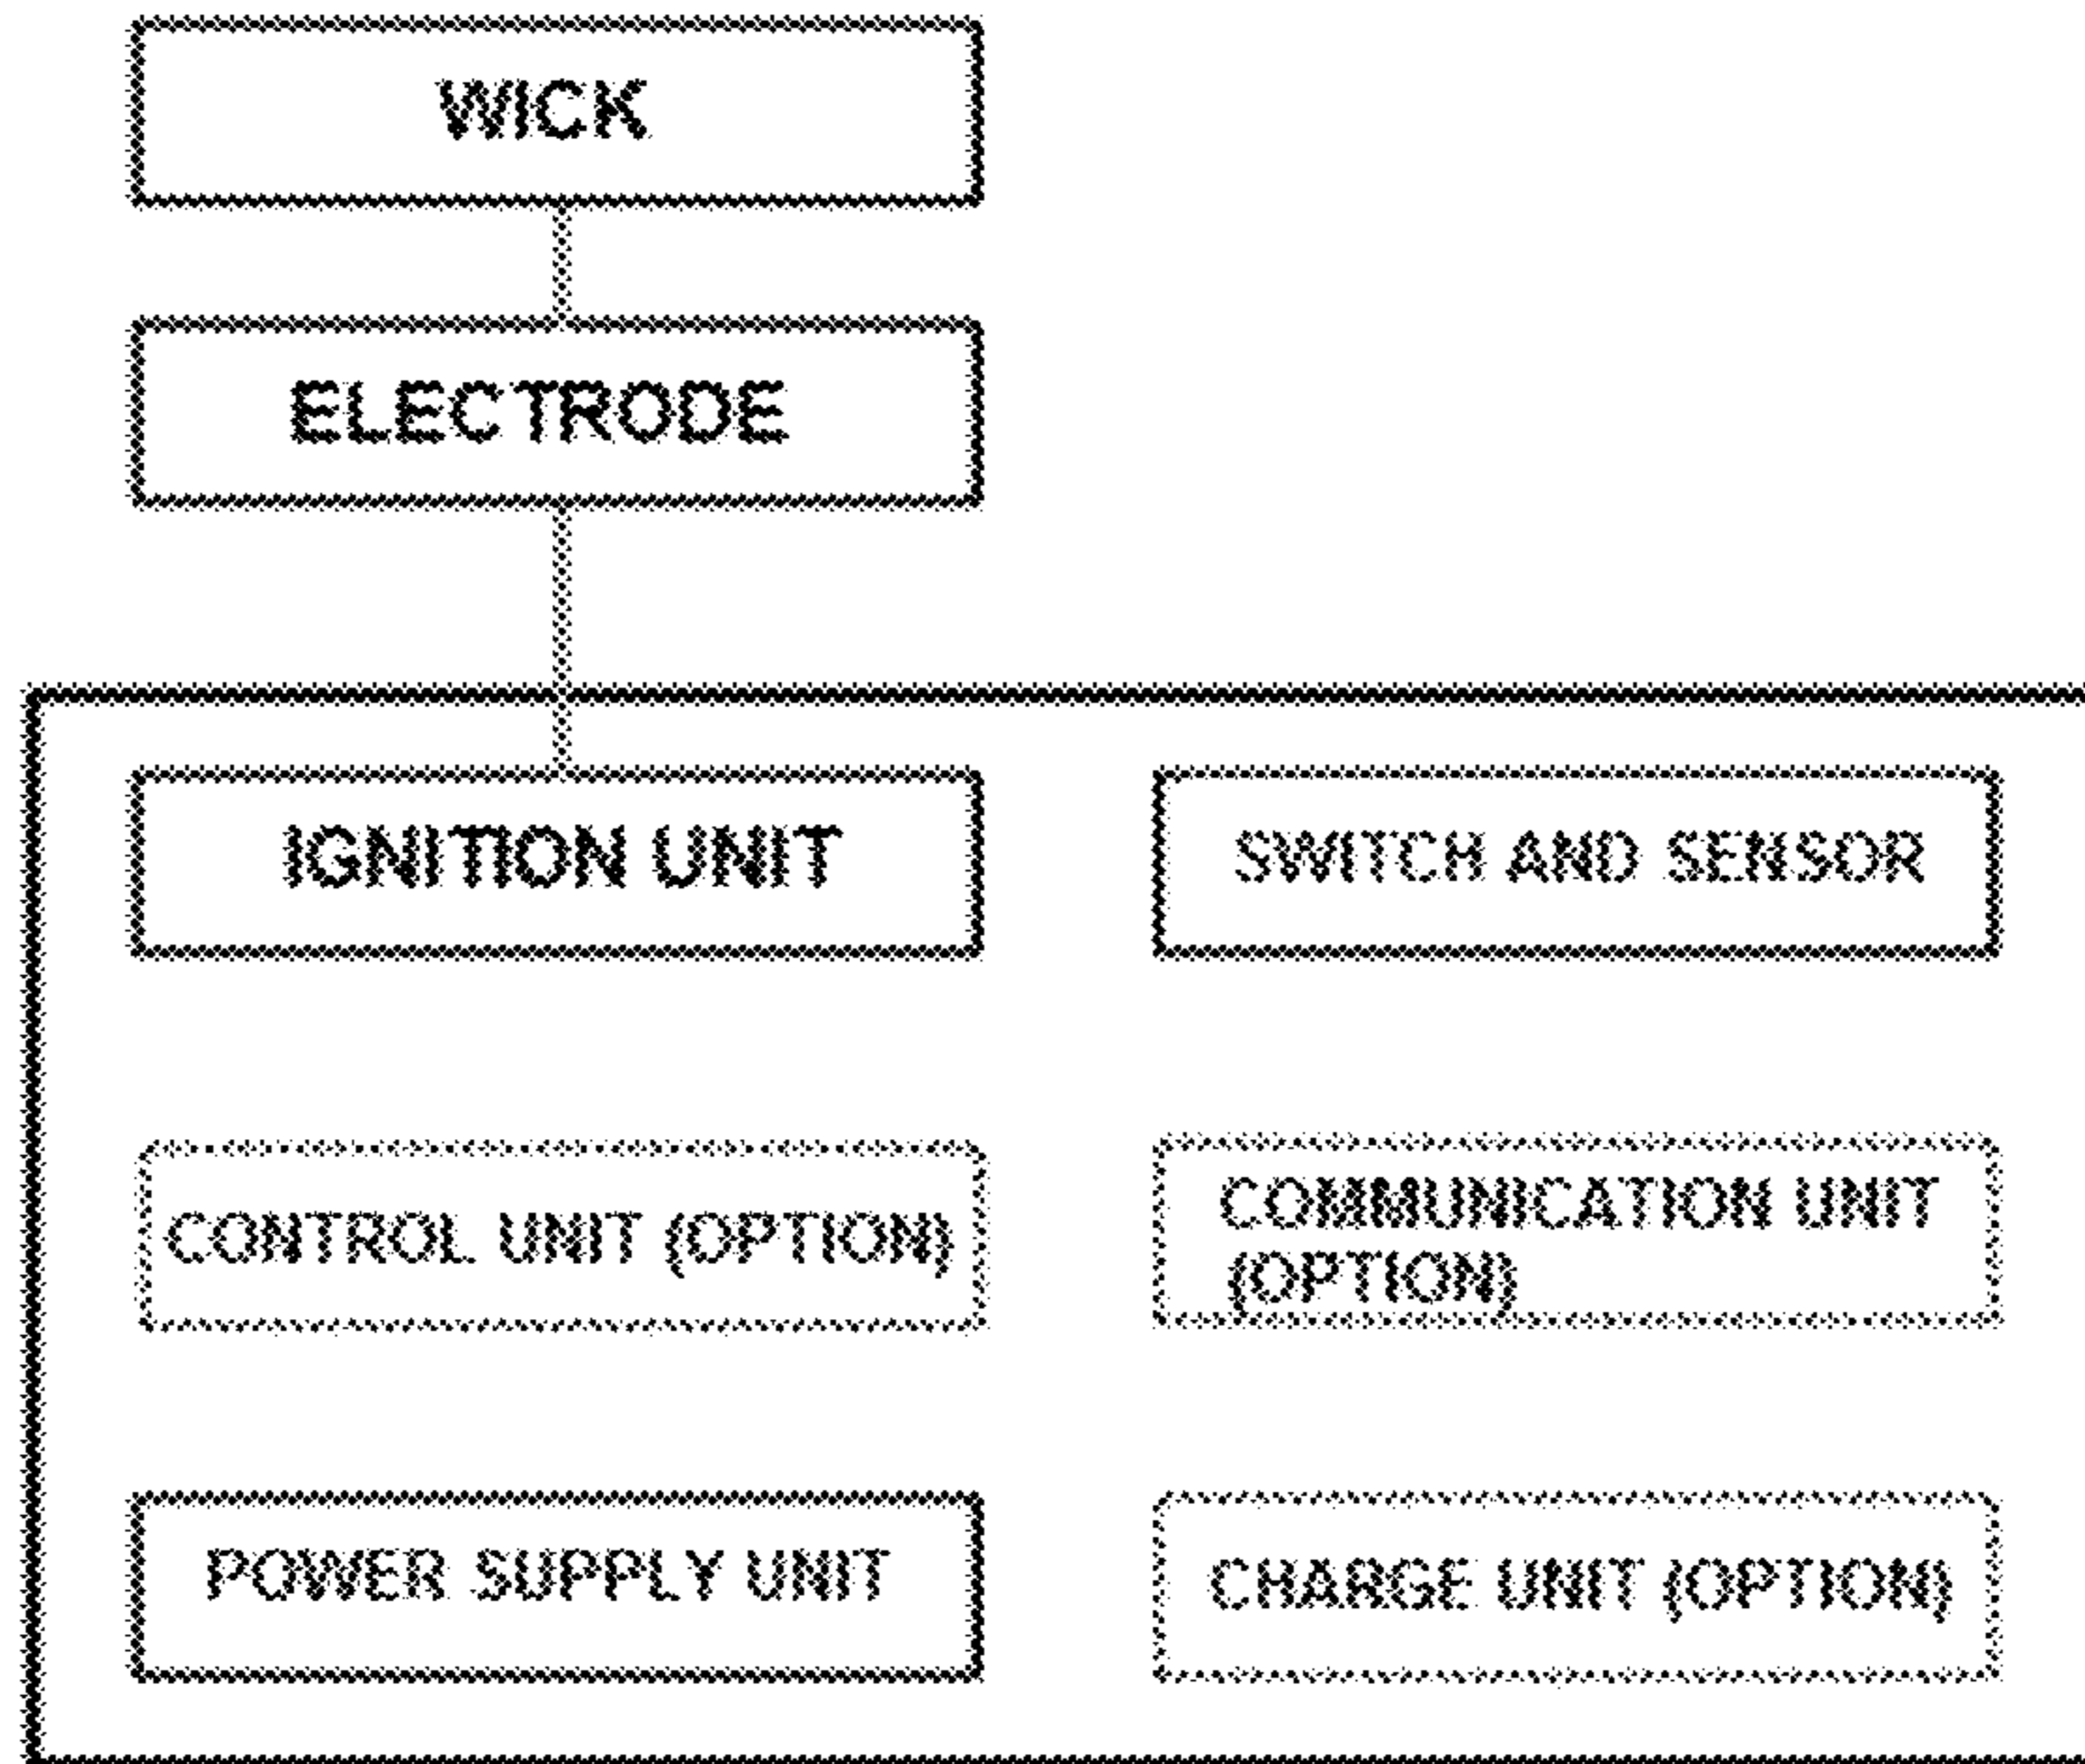 WICK
ELECTRODE
IGNITION UNIT
SWITCH AND SENSOR
CONTROL UNIT (OPTION)
COMMUNICATION UNIT
(OPTION)
POWER SUPPLY UNIT
CHARGE UNIT (OPTION)